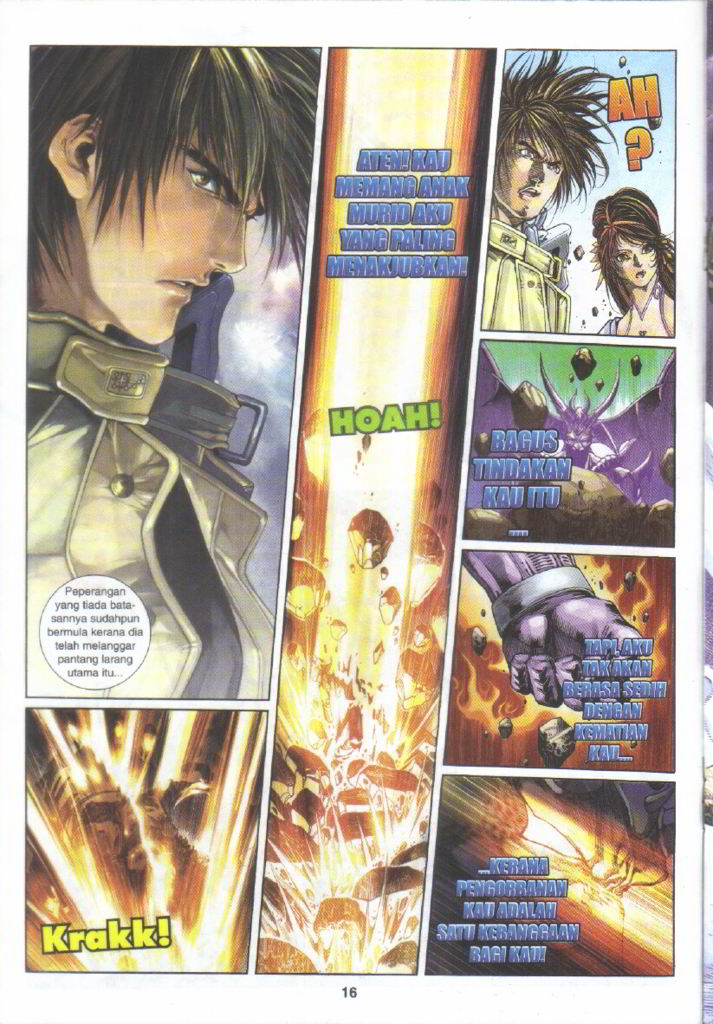 Peperangan
yang tiada bata-
sannya sudahpun
bermula kerana dia
telah melanggar
pantang larang
utama itu...
Krakk!
ATEN! KAU
MEMANG ANAK
MURID AKU
YANG PALING
MENAKJUBKAN!
HOAH!
AH
?
BAGUS
TINDAKAN
KAU ITU
....
TAPI, AKU
TAK AKAN
BERASA SEDIH
DENGAN
KEMATIAN
KAU....
...KERANA
PENGORBANAN
KAU ADALAH
SATU KEBANGGAAN
BAGI KAU!
16